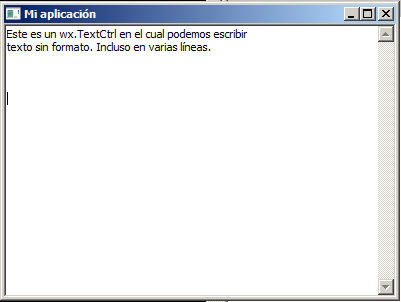 Mi aplicación
Este es un wx.TextCtrl en el cual podemos escribir
texto sin formato. Incluso en varias líneas.